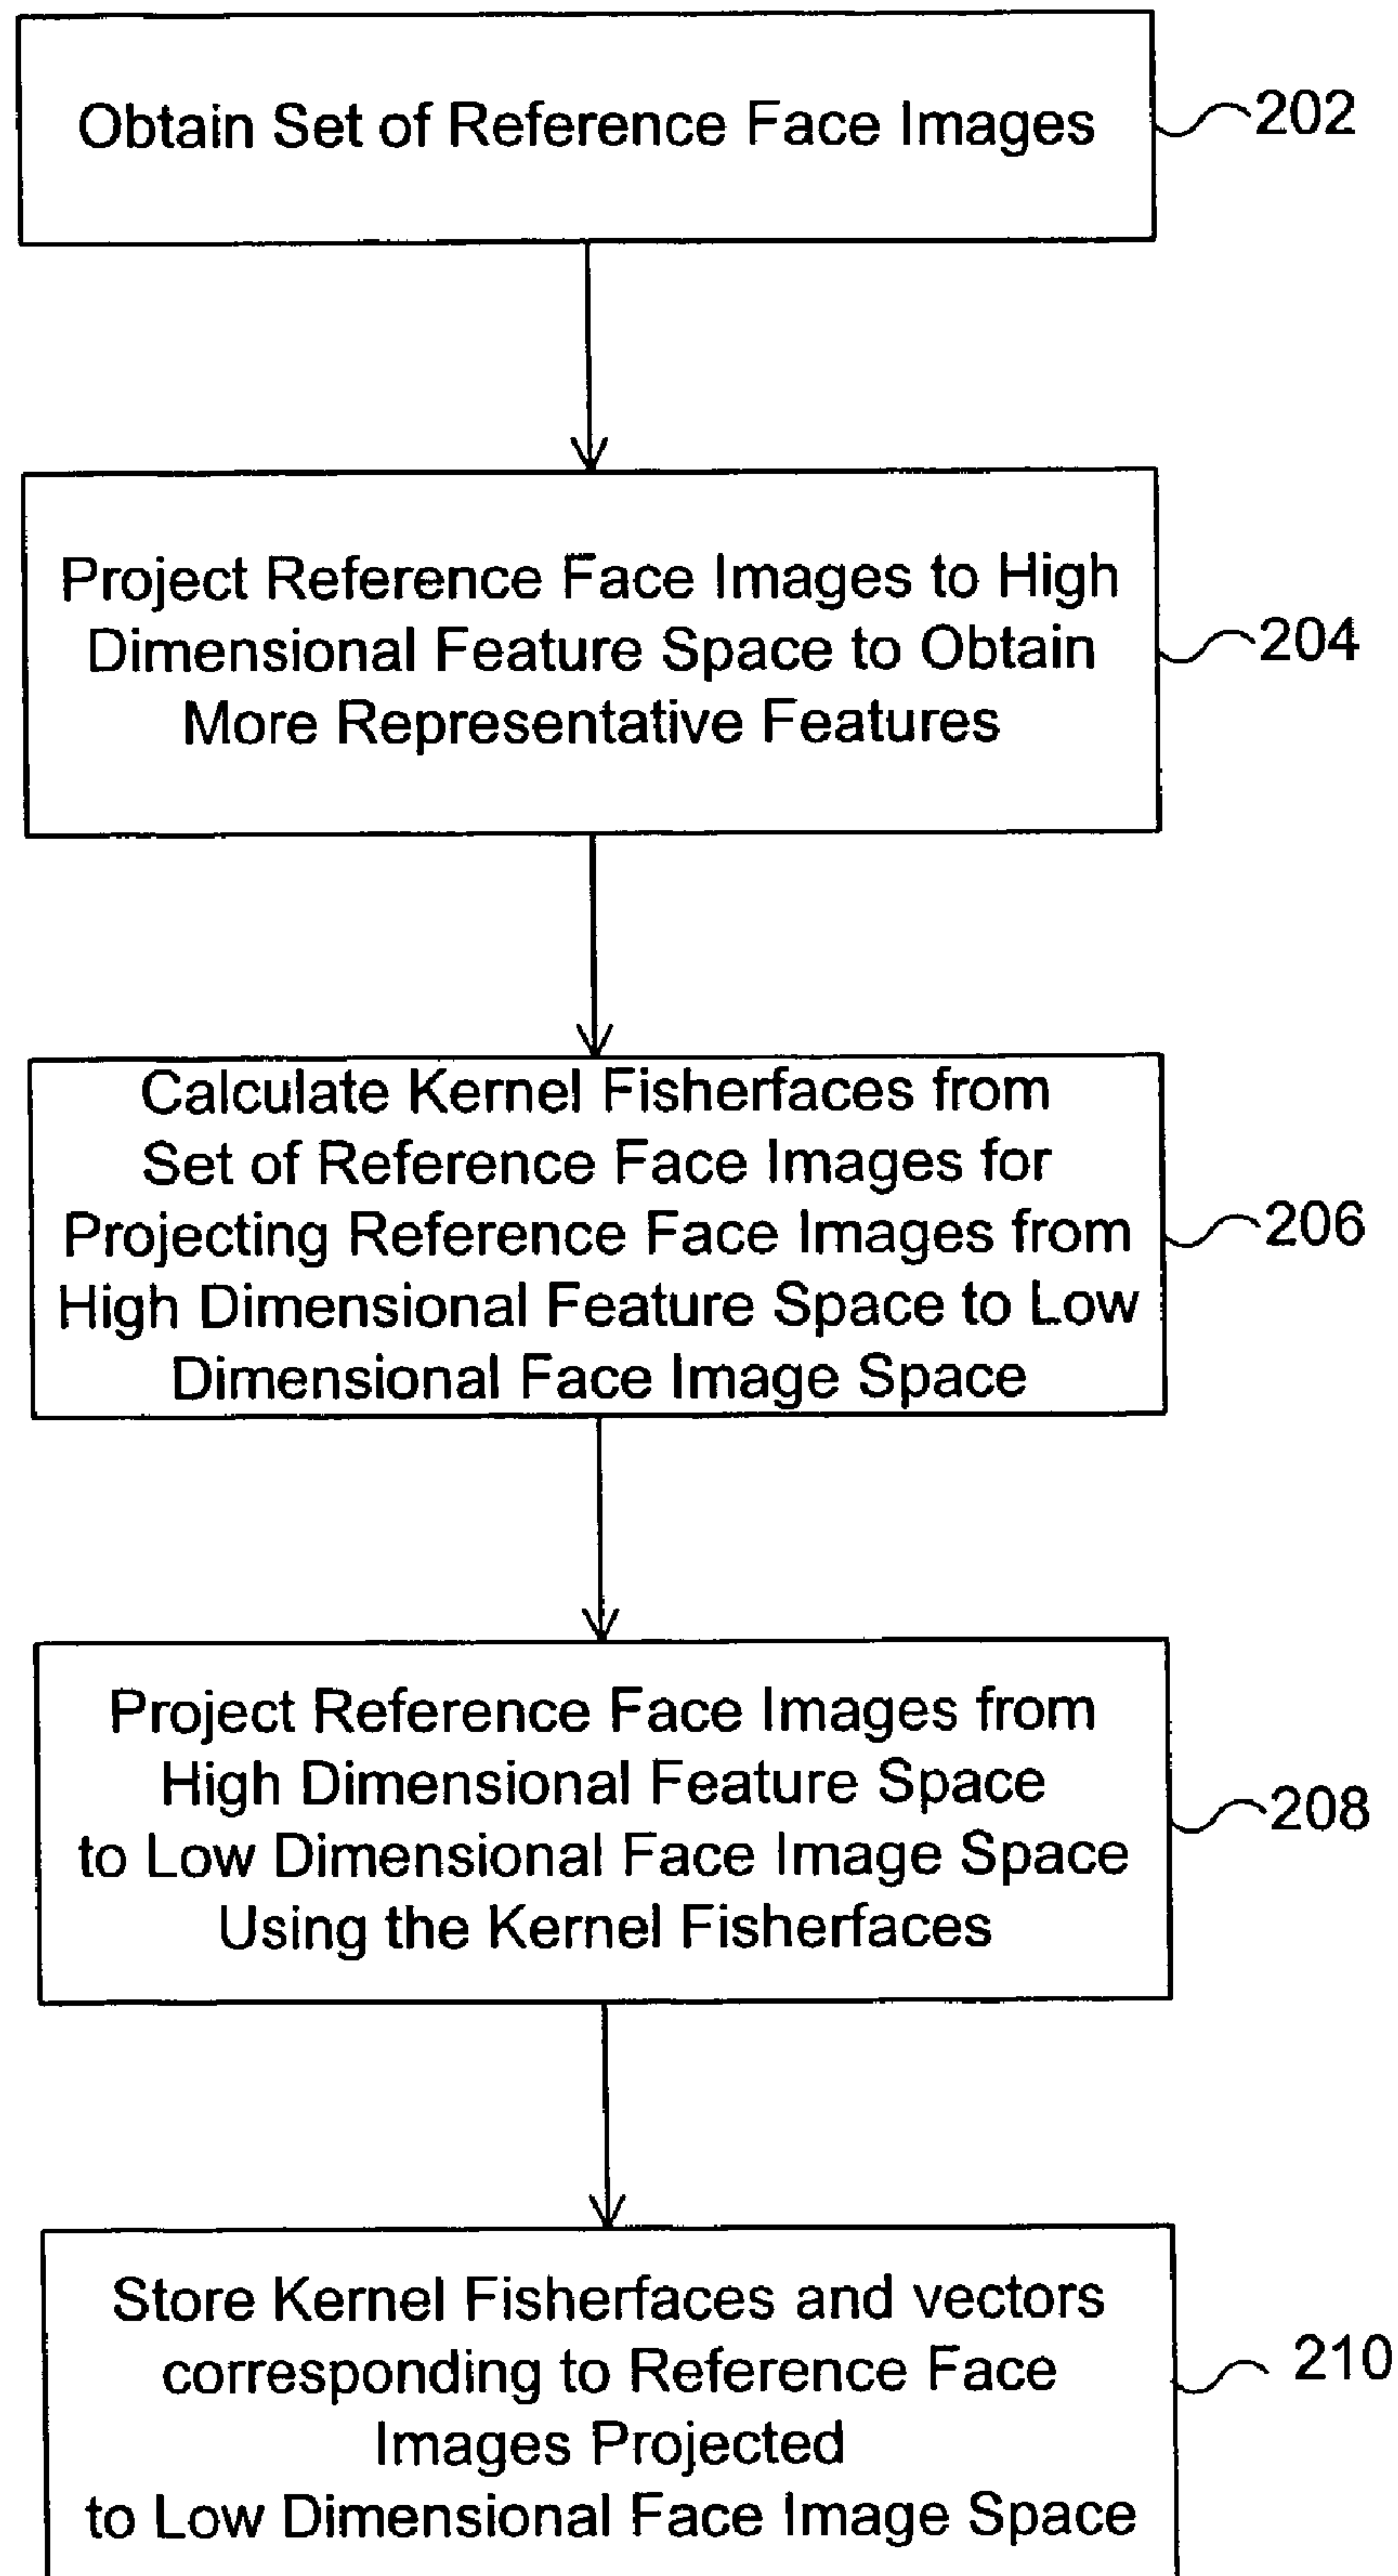 Obtain Set of Reference Face Images
202
Project Reference Face Images to High
Dimensional Feature Space to Obtain
More Representative Features
204
Calculate Kernel Fisherfaces from
Set of Reference Face Images for
Projecting Reference Face Images from
High Dimensional Feature Space to Low
Dimensional Face Image Space
206
Project Reference Face Images from
High Dimensional Feature Space
to Low Dimensional Face Image Space
Using the Kernel Fisherfaces
208
Store Kernel Fisherfaces and vectors
corresponding to Reference Face
Images Projected
to Low Dimensional Face Image Space
210